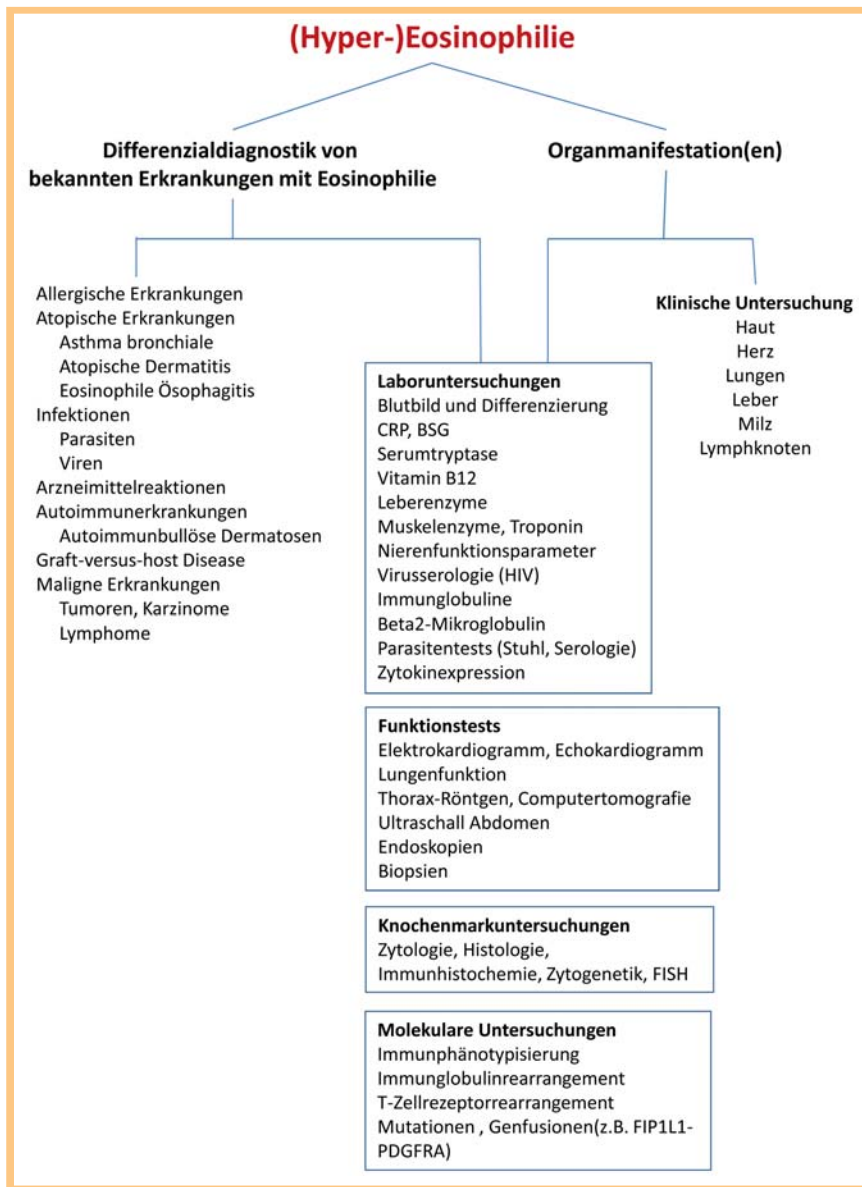 (Hyper-)Eosinophilie
Differenzialdiagnostik von
bekannten Erkrankungen mit Eosinophilie
Organmanifestation(en)
Allergische Erkrankungen
Atopische Erkrankungen
Asthma bronchiale
Atopische Dermatitis
Eosinophile Ösophagitis
Infektionen
Parasiten
Viren
Arzneimittelreaktionen
Autoimmunerkrankungen
Autoimmunbullöse Dermatosen
Graft-versus-host Disease
Maligne Erkrankungen
Tumoren, Karzinome
Lymphome
Laboruntersuchungen
Blutbild und Differenzierung
CRP, BSG
Serumtryptase
Vitamin B12
Leberenzyme
Muskelenzyme, Troponin
Nierenfunktionsparameter
Virusserologie (HIV)
Immunglobuline
Beta2-Mikroglobulin
Parasitentests (Stuhl, Serologie)
Zytokinexpression
Klinische Untersuchung
Haut
Herz
Lungen
Leber
Milz
Lymphknoten
Funktionstests
Elektrokardiogramm, Echokardiogramm
Lungenfunktion
Thorax-Röntgen, Computertomografie
Ultraschall Abdomen
Endoskopien
Biopsien
Knochenmarkuntersuchungen
Zytologie, Histologie,
Immunhistochemie, Zytogenetik, FISH
Molekulare Untersuchungen
Immunphänotypisierung
Immunglobulinrearrangement
T-Zellrezeptorrearrangement
Mutationen , Genfusionen(z.B. FIP1L1-
PDGFRA)